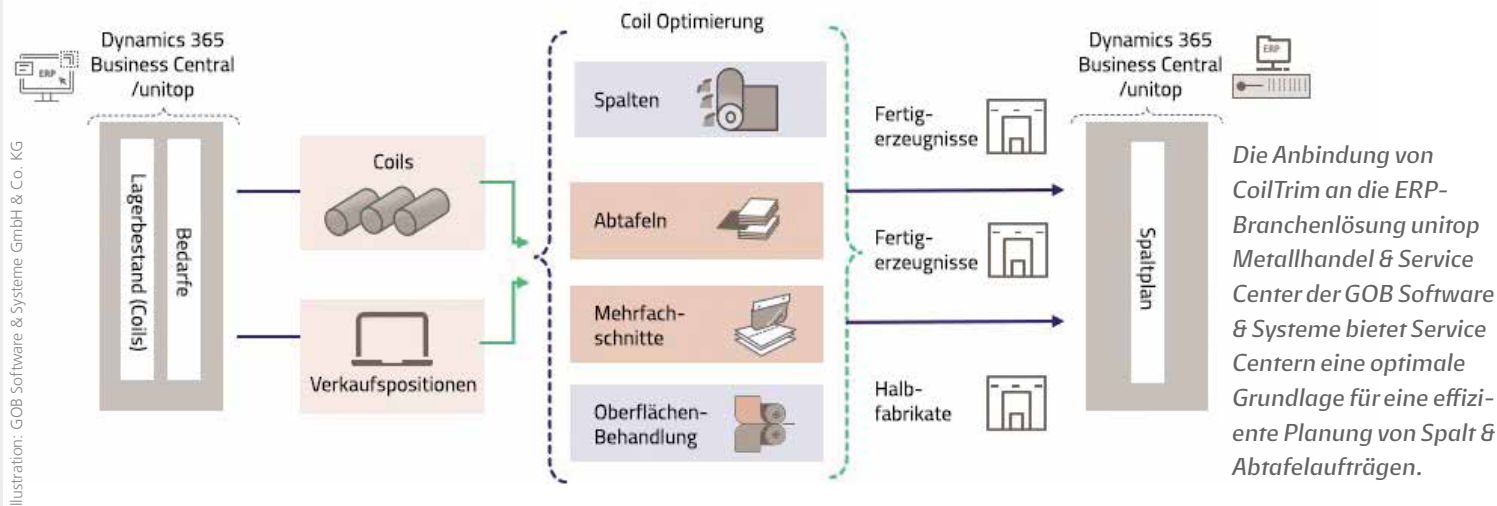 Coil Optimierung
Dynamics 365
Business Central
/unitop
ERP
Lagerbestand (Coils)
Bedarfe
Coils
Verkaufspositionen
Spalten
Abtafeln
Mehrfach-
schnitte
Oberflächen-
Behandlung
Fertig-
erzeugnisse
Fertig-
erzeugnisse
Halb-
fabrikate
Dynamics 365
Business Central
/unitop
ERP
Spaltplan
Die Anbindung von
CoilTrim an die ERP-
Branchenlösung unitop
Metallhandel & Service
Center der GOB Software
& Systeme bietet Service
Centern eine optimale
Grundlage für eine effizi-
ente Planung von Spalt &
Abtafelaufträgen.
Illustration: GOB Software & Systeme GmbH & Co. KG